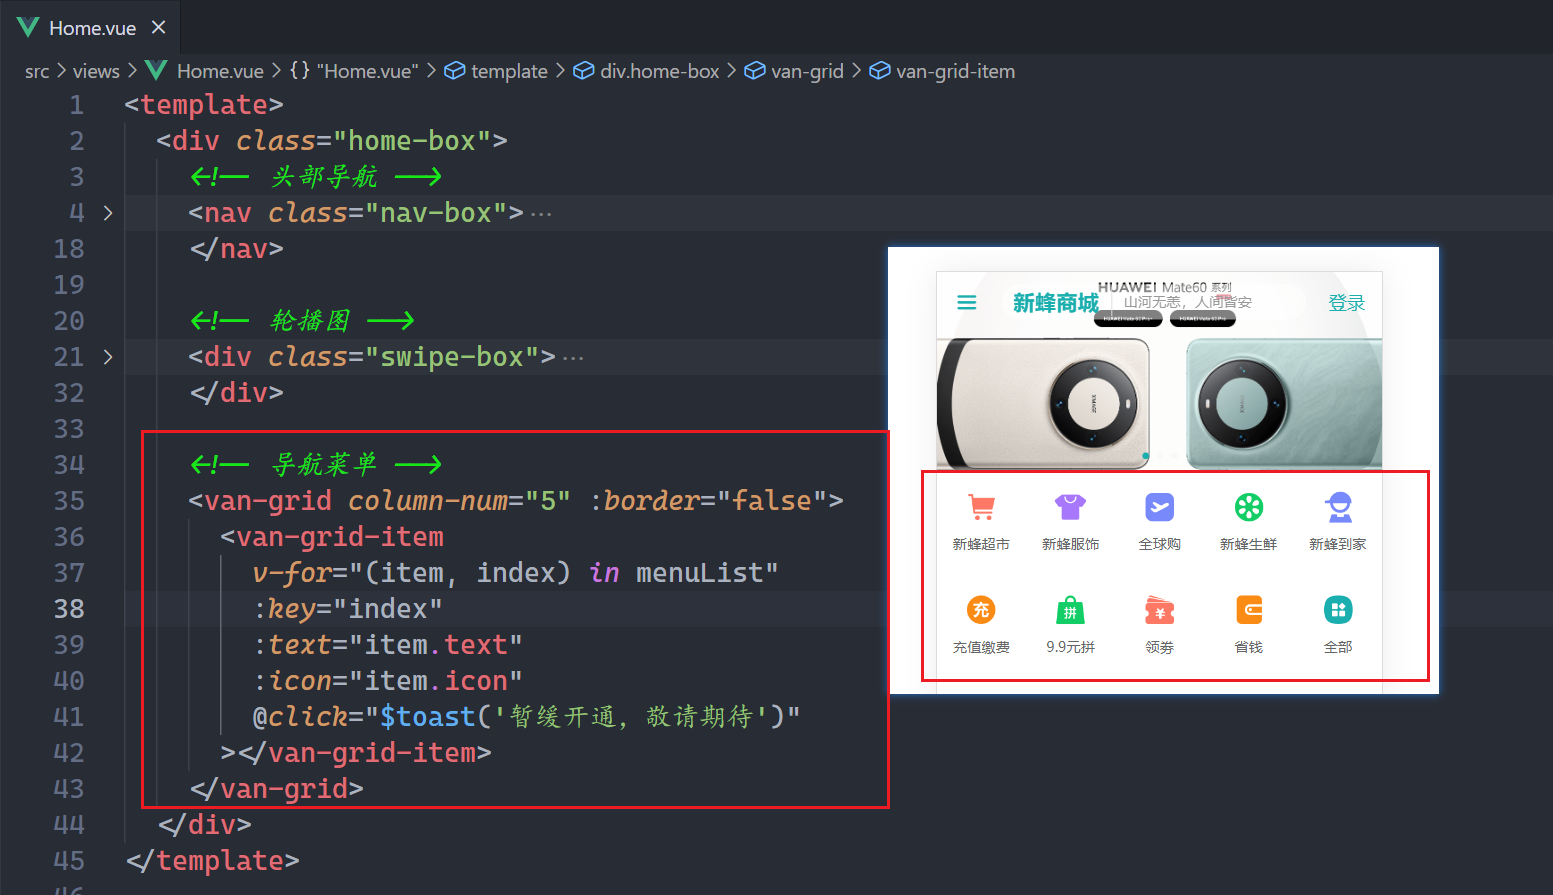 Home.vue
src > views > Home.vue > {} "Home.vue" > template > div.home-box > van-grid > van-grid-item
1 <template>
2 <div class="home-box">
3 <!-- 头部导航 -->
4 <nav class="nav-box">···
18 </nav>
19
20 <!-- 轮播图 -->
21 <div class="swipe-box">···
32 </div>
33
34 <!-- 导航菜单 -->
35 <van-grid column-num="5" :border="false">
36 <van-grid-item
37 v-for="(item, index) in menuList"
38 :key="index"
39 :text="item.text"
40 :icon="item.icon"
41 @click="$toast('暂缓开通，敬请期待')"
42 ></van-grid-item>
43 </van-grid>
44 </div>
45 </template>
46
HUAWEI Mate60 系列
新蜂商城
山河无恙，人间皆安
登录
新蜂超市 新蜂服饰 全球购 新蜂生鲜 新蜂到家
充 拼 ¥
充值缴费 9.9元拼 领券 省钱 全部